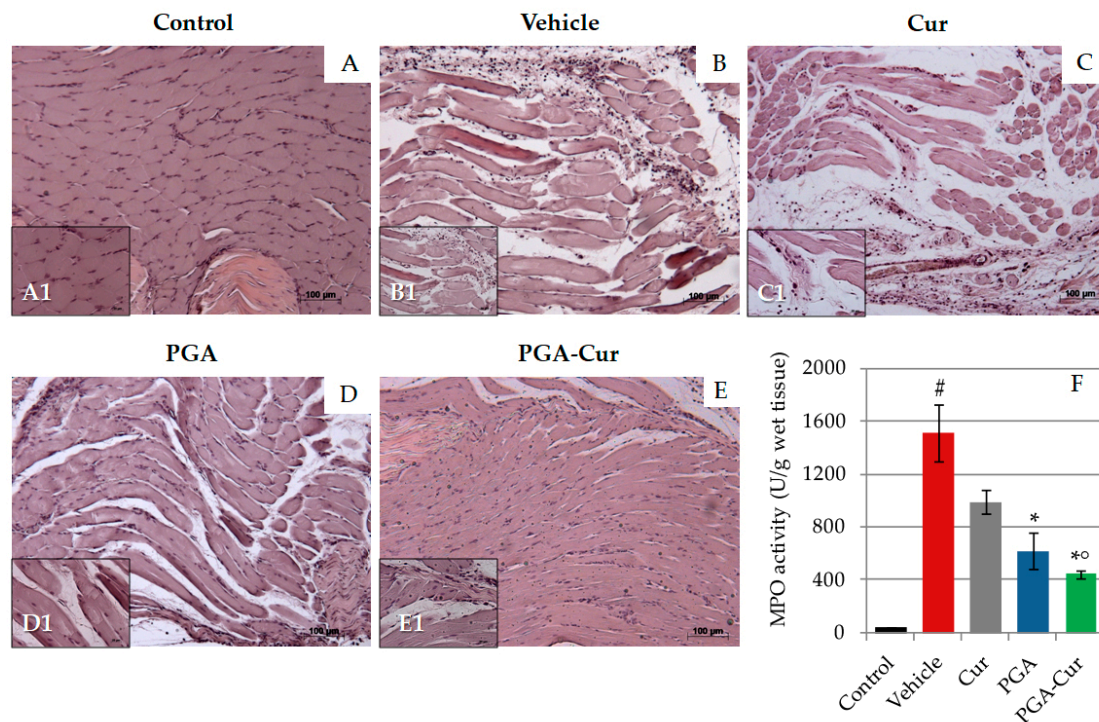 Control Vehicle Cur
A B C
A1 B1 C1
100 µm 100 µm 100 µm
PGA PGA-Cur
D E F
D1 E1
100 µm 100 µm
MPO activity (U/g wet tissue)
2000
1600
1200
800
400
0
#
*
*○
Control Vehicle Cur PGA PGA-Cur